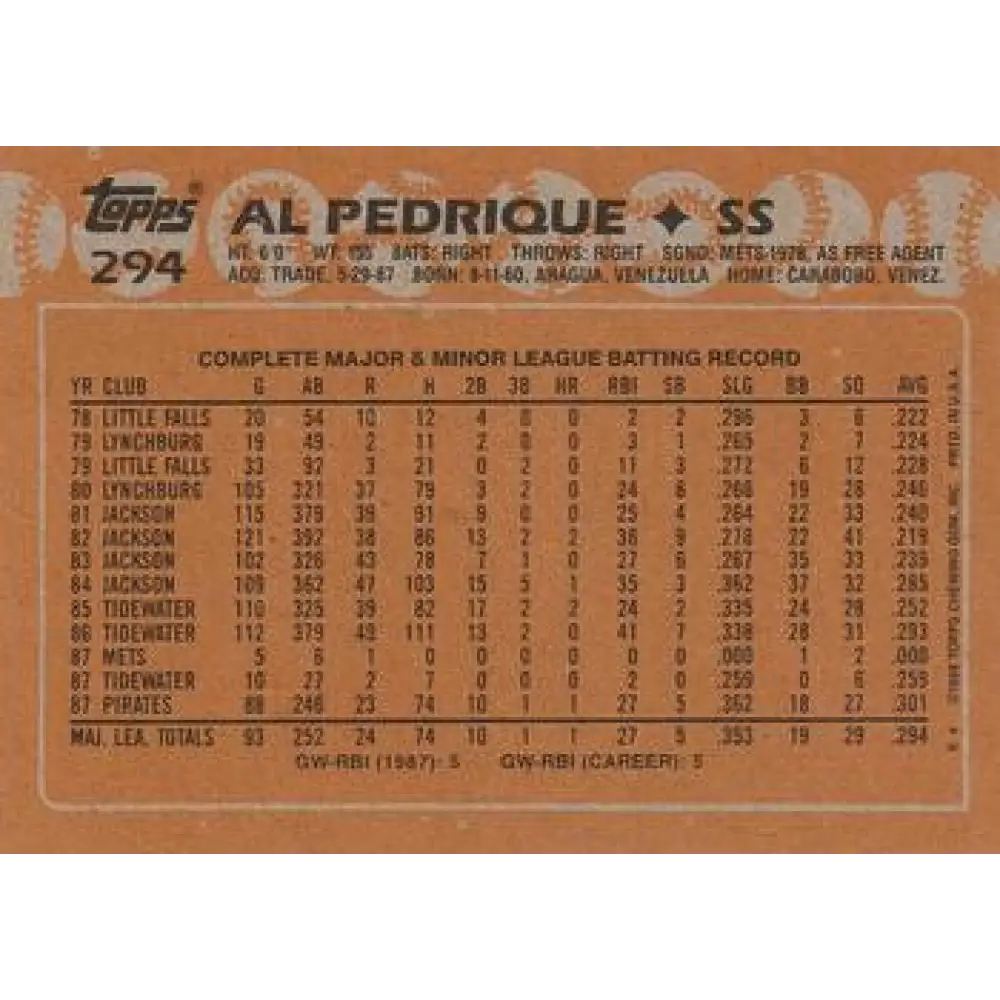 Topps® AL PEDRIQUE ✦ SS
294 HT: 6'0" WT: 155 BATS: RIGHT THROWS: RIGHT SGND: METS-1978, AS FREE AGENT
ACQ: TRADE, 5-29-87 BORN: 8-11-60, ARAGUA, VENEZUELA HOME: CARABOBO, VENEZ.
COMPLETE MAJOR & MINOR LEAGUE BATTING RECORD
YR CLUB G AB R H 2B 3B HR RBI SB SLG BB SO AVG
78 LITTLE FALLS 20 54 10 12 4 0 0 2 2 .296 3 6 .222
79 LYNCHBURG 19 49 2 11 2 0 0 3 1 .265 2 7 .224
79 LITTLE FALLS 33 92 3 21 0 2 0 11 3 .272 6 12 .228
80 LYNCHBURG 105 321 37 79 3 2 0 24 6 .268 19 28 .246
81 JACKSON 115 379 39 91 9 0 0 25 4 .264 22 33 .240
82 JACKSON 121 392 38 86 13 2 2 36 9 .278 22 41 .219
83 JACKSON 102 326 43 78 7 1 0 27 6 .267 35 33 .239
84 JACKSON 109 362 47 103 15 5 1 35 3 .362 37 32 .285
85 TIDEWATER 110 325 39 82 17 2 2 24 2 .335 24 28 .252
86 TIDEWATER 112 379 49 111 13 2 0 41 7 .338 28 31 .293
87 METS 5 6 1 0 0 0 0 0 0 .000 1 2 .000
87 TIDEWATER 10 27 2 7 0 0 0 2 0 .259 0 6 .259
87 PIRATES 88 246 23 74 10 1 1 27 5 .362 18 27 .301
MAJ. LEA. TOTALS 93 252 24 74 10 1 1 27 5 .353 19 29 .294
GW-RBI (1987): 5 GW-RBI (CAREER): 5
©1988 TOPPS CHEWING GUM, INC. PRTD. IN U.S.A.